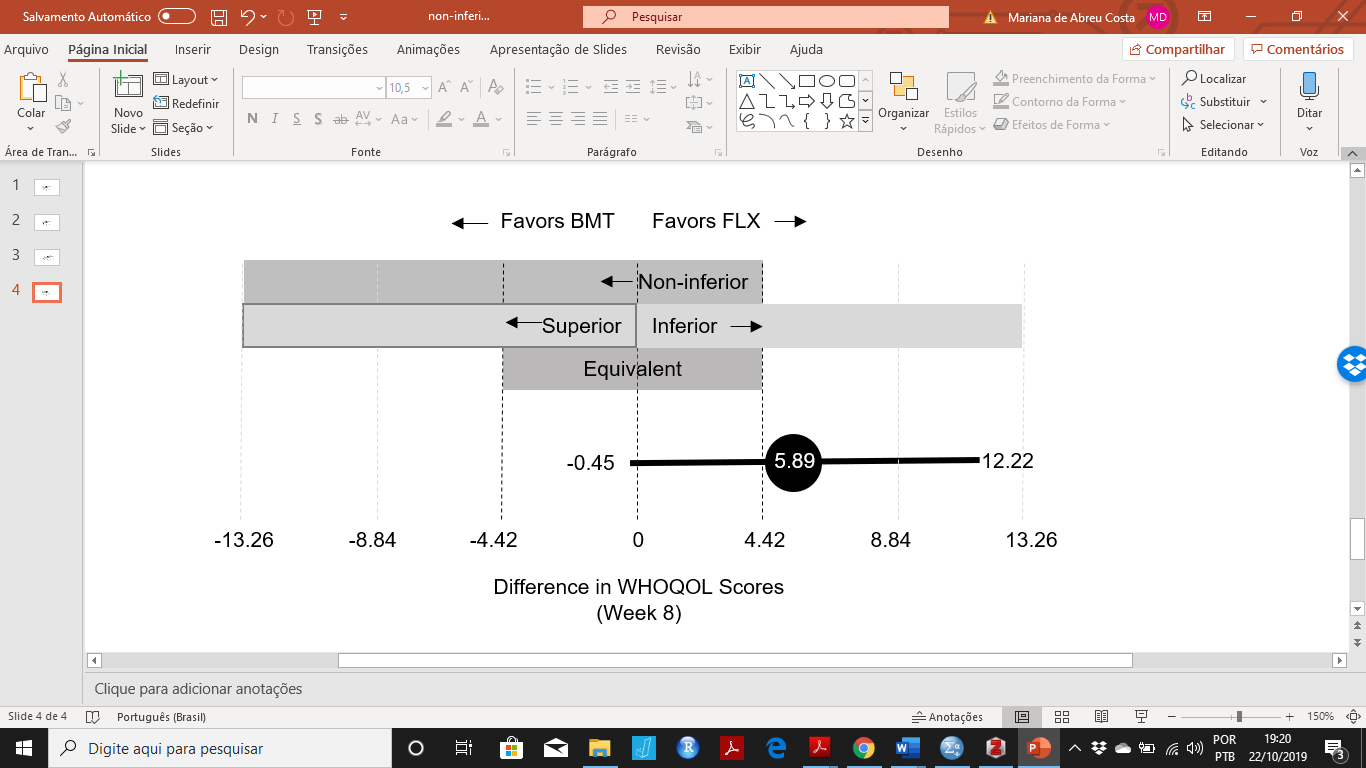 Salvamento Automático
non-inferi...
Pesquisar
Mariana de Abreu Costa
MD
Arquivo
Página Inicial
Inserir
Design
Transições
Animações
Apresentação de Slides
Revisão
Exibir
Ajuda
Compartilhar
Comentários
Colar
Novo
Slide
Layout
Redefinir
Seção
10,5
N I S S ab AV Aa A
Organizar
Estilos
Rápidos
Preenchimento da Forma
Contorno da Forma
Efeitos de Forma
Localizar
Substituir
Selecionar
Ditar
Área de Tran...
Slides
Fonte
Parágrafo
Desenho
Editando
Voz
1
2
3
4
Favors BMT
Favors FLX
Non-inferior
Superior
Inferior
Equivalent
-0.45
5.89
12.22
-13.26
-8.84
-4.42
0
4.42
8.84
13.26
Difference in WHOQOL Scores
(Week 8)
Clique para adicionar anotações
Slide 4 de 4
Português (Brasil)
Anotações
150%
Digite aqui para pesquisar
POR
PTB
19:20
22/10/2019
3